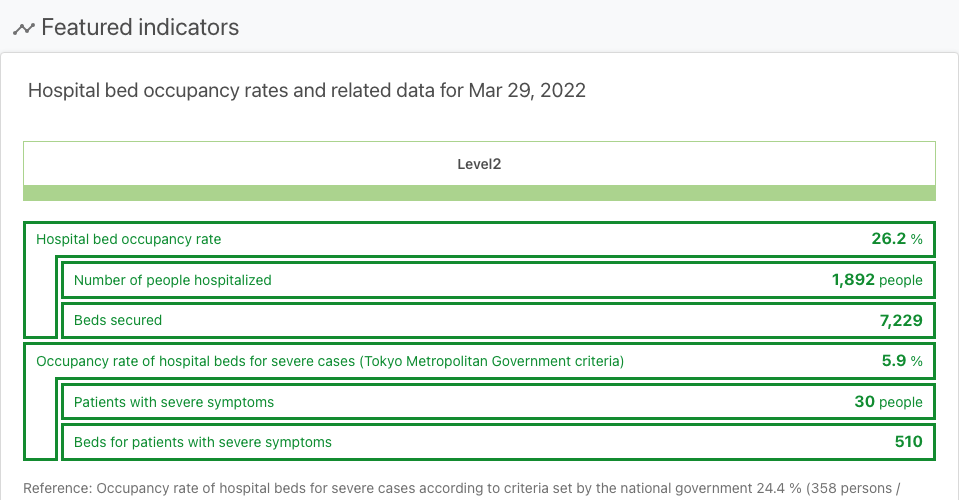 Featured indicators
Hospital bed occupancy rates and related data for Mar 29, 2022
Level2
Hospital bed occupancy rate 26.2 %
Number of people hospitalized 1,892 people
Beds secured 7,229
Occupancy rate of hospital beds for severe cases (Tokyo Metropolitan Government criteria) 5.9 %
Patients with severe symptoms 30 people
Beds for patients with severe symptoms 510
Reference: Occupancy rate of hospital beds for severe cases according to criteria set by the national government 24.4 % (358 persons /